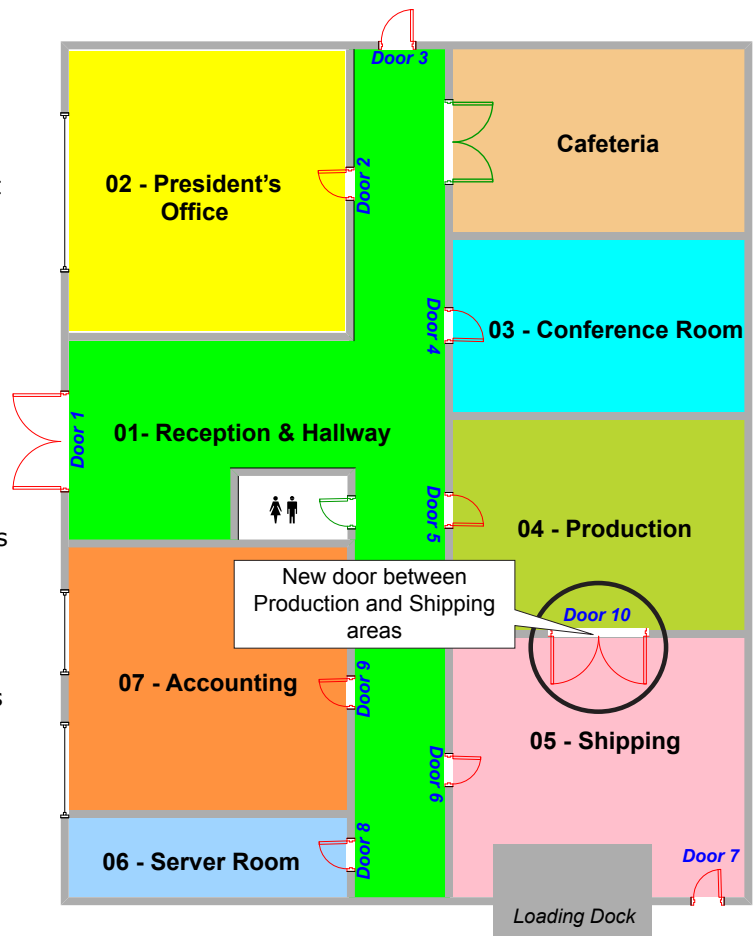 Door 3
Cafeteria
02 - President's
Office
Door 2
03 - Conference Room
Door 4
Door 1
01- Reception & Hallway
Door 5
04 - Production
New door between
Production and Shipping
areas
Door 10
07 - Accounting
Door 9
05 - Shipping
Door 6
06 - Server Room
Door 8
Door 7
Loading Dock